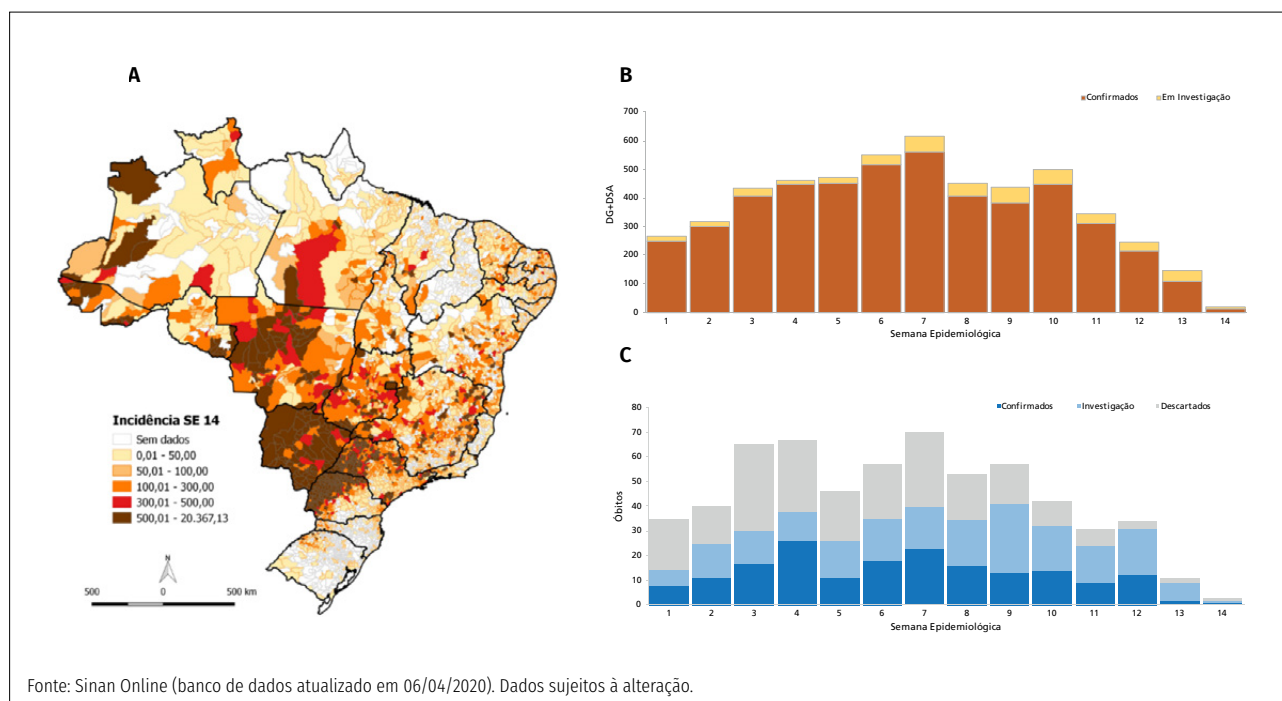 A
Incidência SE 14
Sem dados
0,01 - 50,00
50,01 - 100,00
100,01 - 300,00
300,01 - 500,00
500,01 - 20.367,13
N
500 0 500 km
B
Confirmados Em Investigação
700
600
500
400
300
200
100
0
DG+DSA
1 2 3 4 5 6 7 8 9 10 11 12 13 14
Semana Epidemiológica
C
Confirmados Investigação Descartados
80
70
60
50
40
30
20
10
0
Óbitos
1 2 3 4 5 6 7 8 9 10 11 12 13 14
Semana Epidemiológica
Fonte: Sinan Online (banco de dados atualizado em 06/04/2020). Dados sujeitos à alteração.